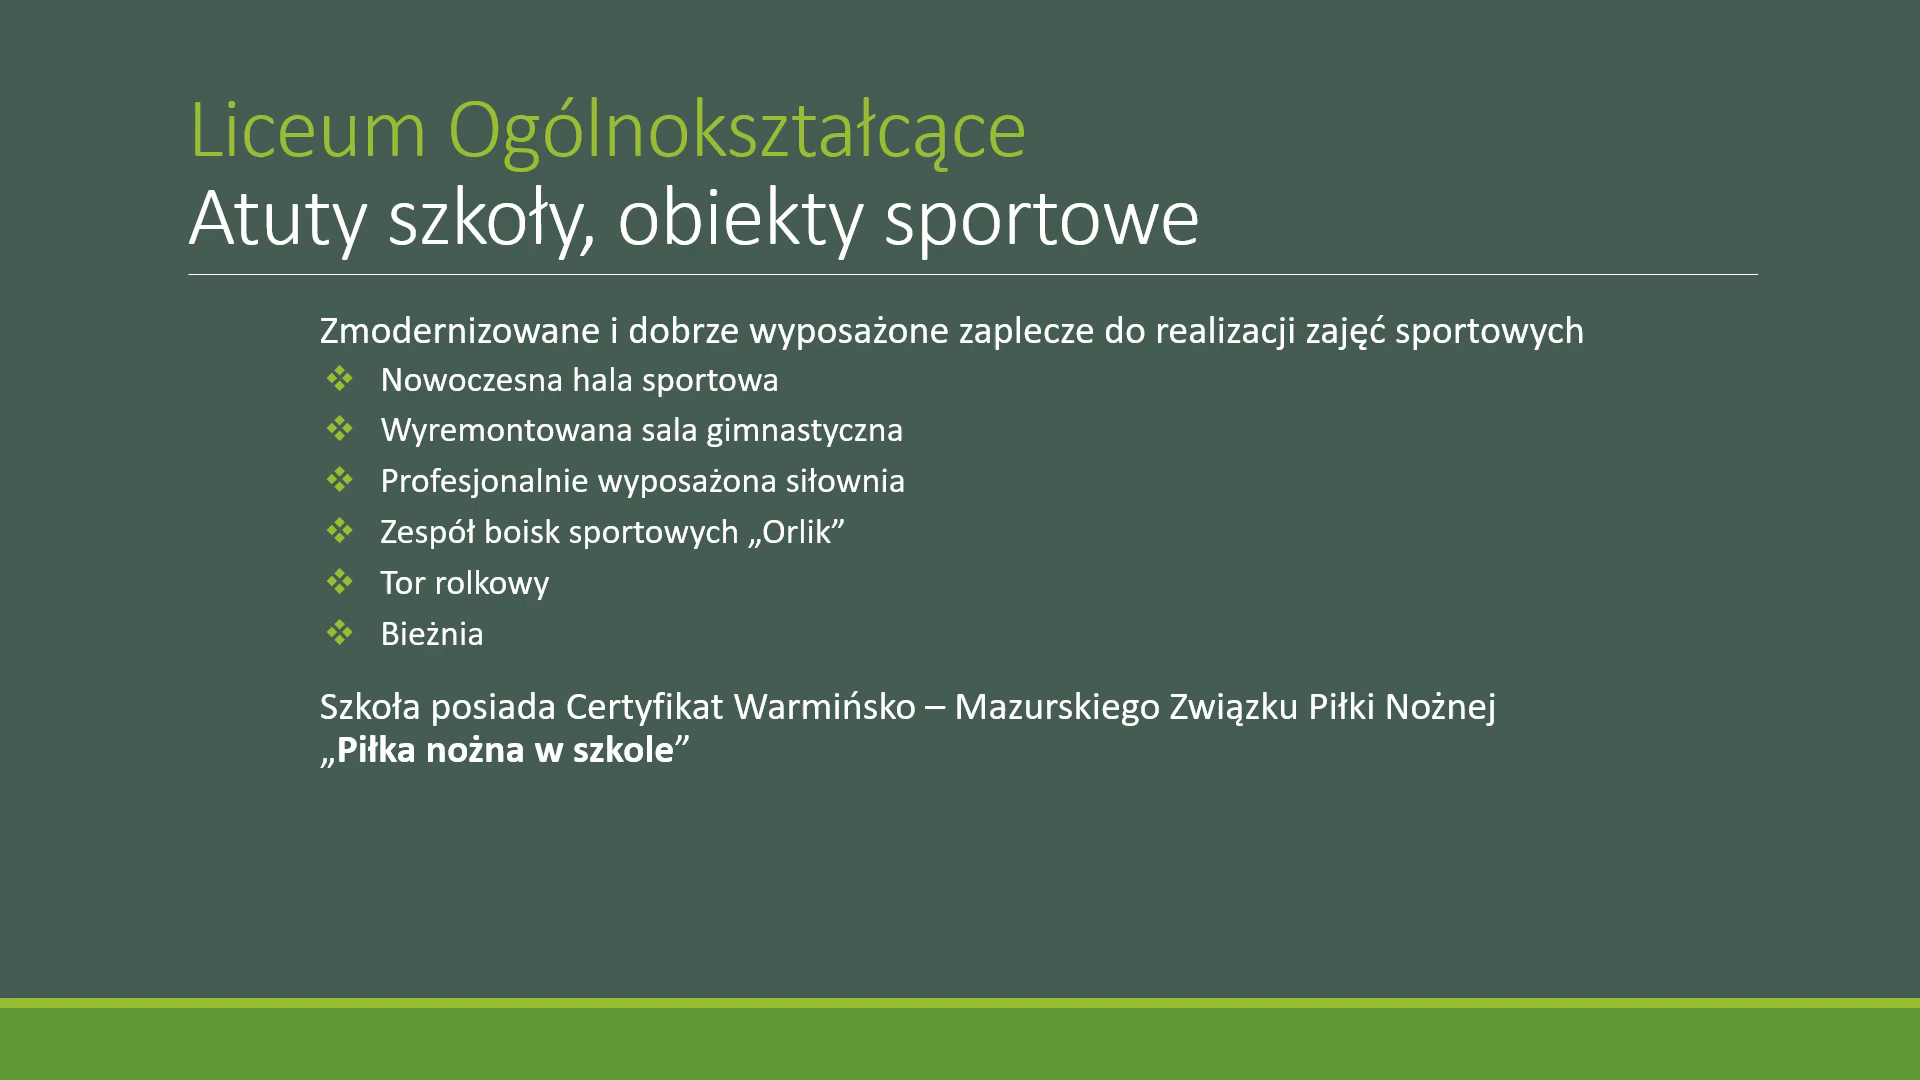 Liceum Ogólnokształcące
Atuty szkoły, obiekty sportowe
Zmodernizowane i dobrze wyposażone zaplecze do realizacji zajęć sportowych
❖ Nowoczesna hala sportowa
❖ Wyremontowana sala gimnastyczna
❖ Profesjonalnie wyposażona siłownia
❖ Zespół boisk sportowych „Orlik”
❖ Tor rolkowy
❖ Bieżnia
Szkoła posiada Certyfikat Warmińsko – Mazurskiego Związku Piłki Nożnej
„Piłka nożna w szkole”